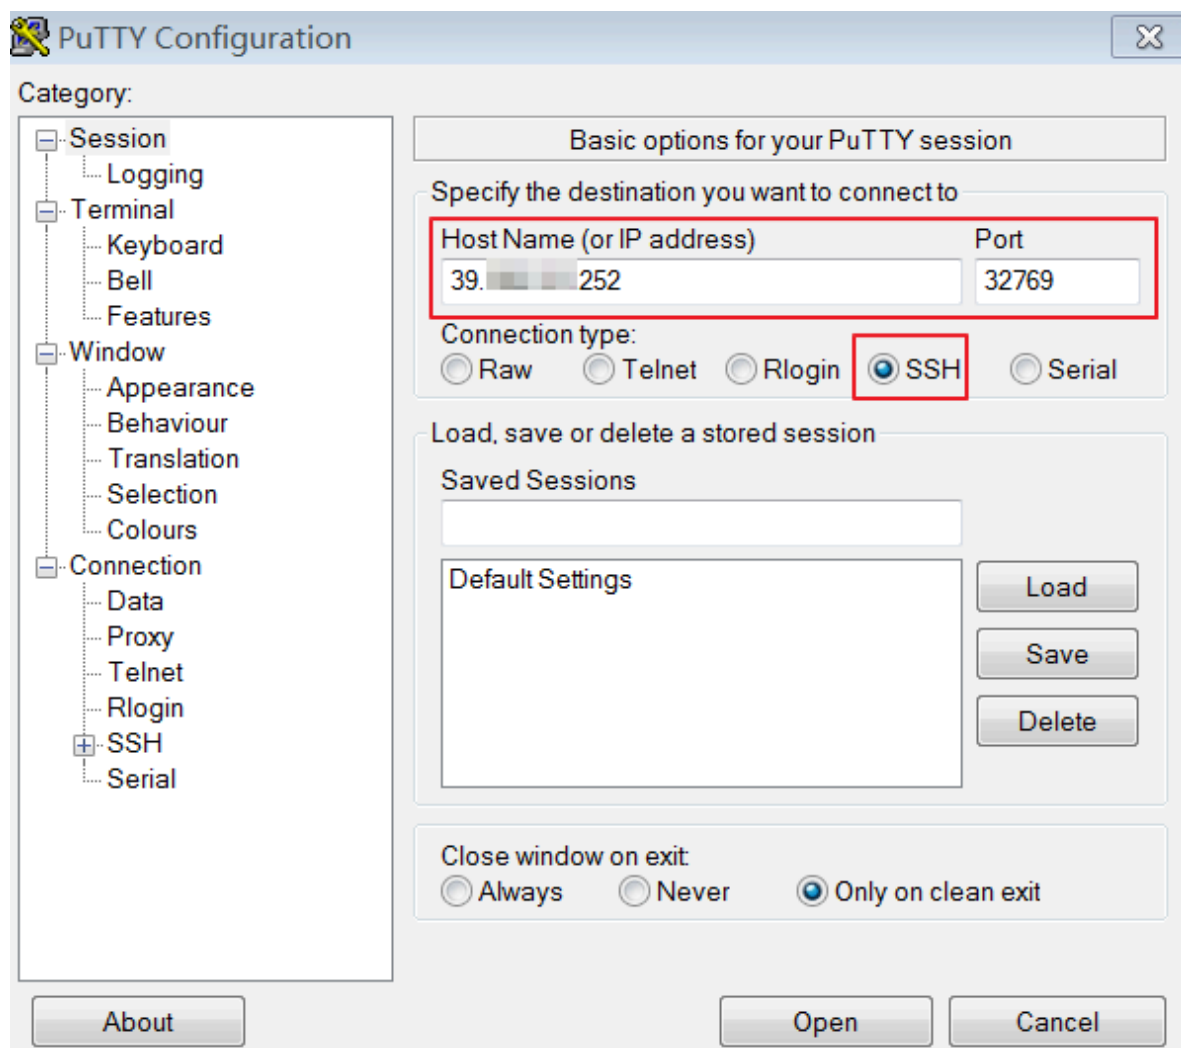 PuTTY Configuration
Category:
Session
Logging
Terminal
Keyboard
Bell
Features
Window
Appearance
Behaviour
Translation
Selection
Colours
Connection
Data
Proxy
Telnet
Rlogin
SSH
Serial
Basic options for your PuTTY session
Specify the destination you want to connect to
Host Name (or IP address) Port
39. 252 32769
Connection type:
Raw Telnet Rlogin SSH Serial
Load, save or delete a stored session
Saved Sessions
Default Settings
Load
Save
Delete
Close window on exit:
Always Never Only on clean exit
About Open Cancel